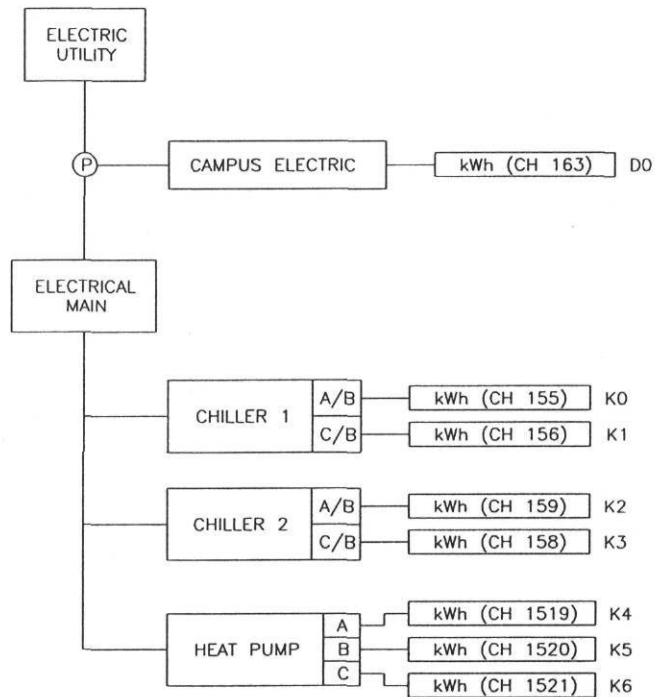 ELECTRIC
UTILITY
P
CAMPUS ELECTRIC
kWh (CH 163)
D0
ELECTRICAL
MAIN
CHILLER 1
A/B
kWh (CH 155)
K0
C/B
kWh (CH 156)
K1
CHILLER 2
A/B
kWh (CH 159)
K2
C/B
kWh (CH 158)
K3
HEAT PUMP
A
kWh (CH 1519)
K4
B
kWh (CH 1520)
K5
C
kWh (CH 1521)
K6